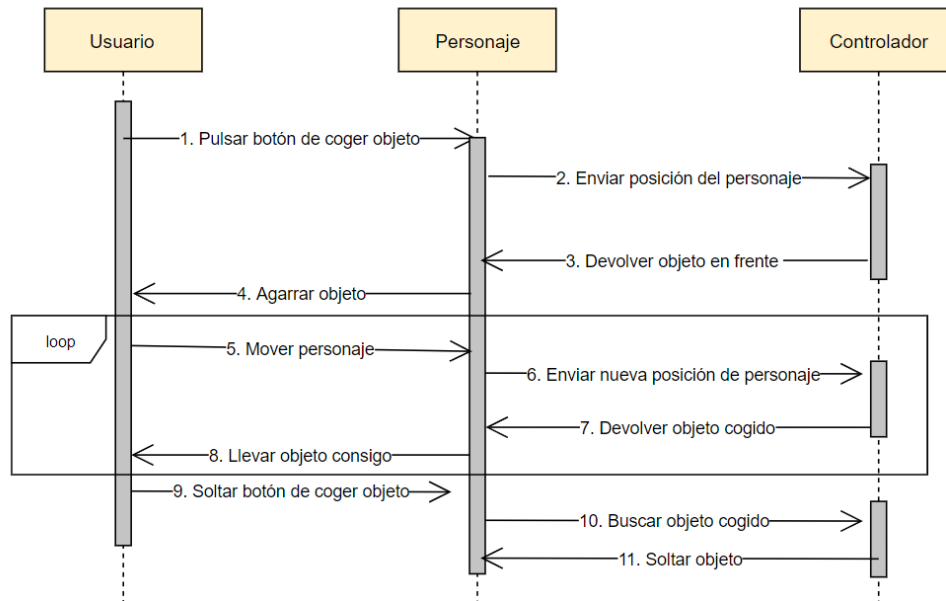 Usuario
Personaje
Controlador
1. Pulsar botón de coger objeto
2. Enviar posición del personaje
3. Devolver objeto en frente
4. Agarrar objeto
loop
5. Mover personaje
6. Enviar nueva posición de personaje
7. Devolver objeto cogido
8. Llevar objeto consigo
9. Soltar botón de coger objeto
10. Buscar objeto cogido
11. Soltar objeto